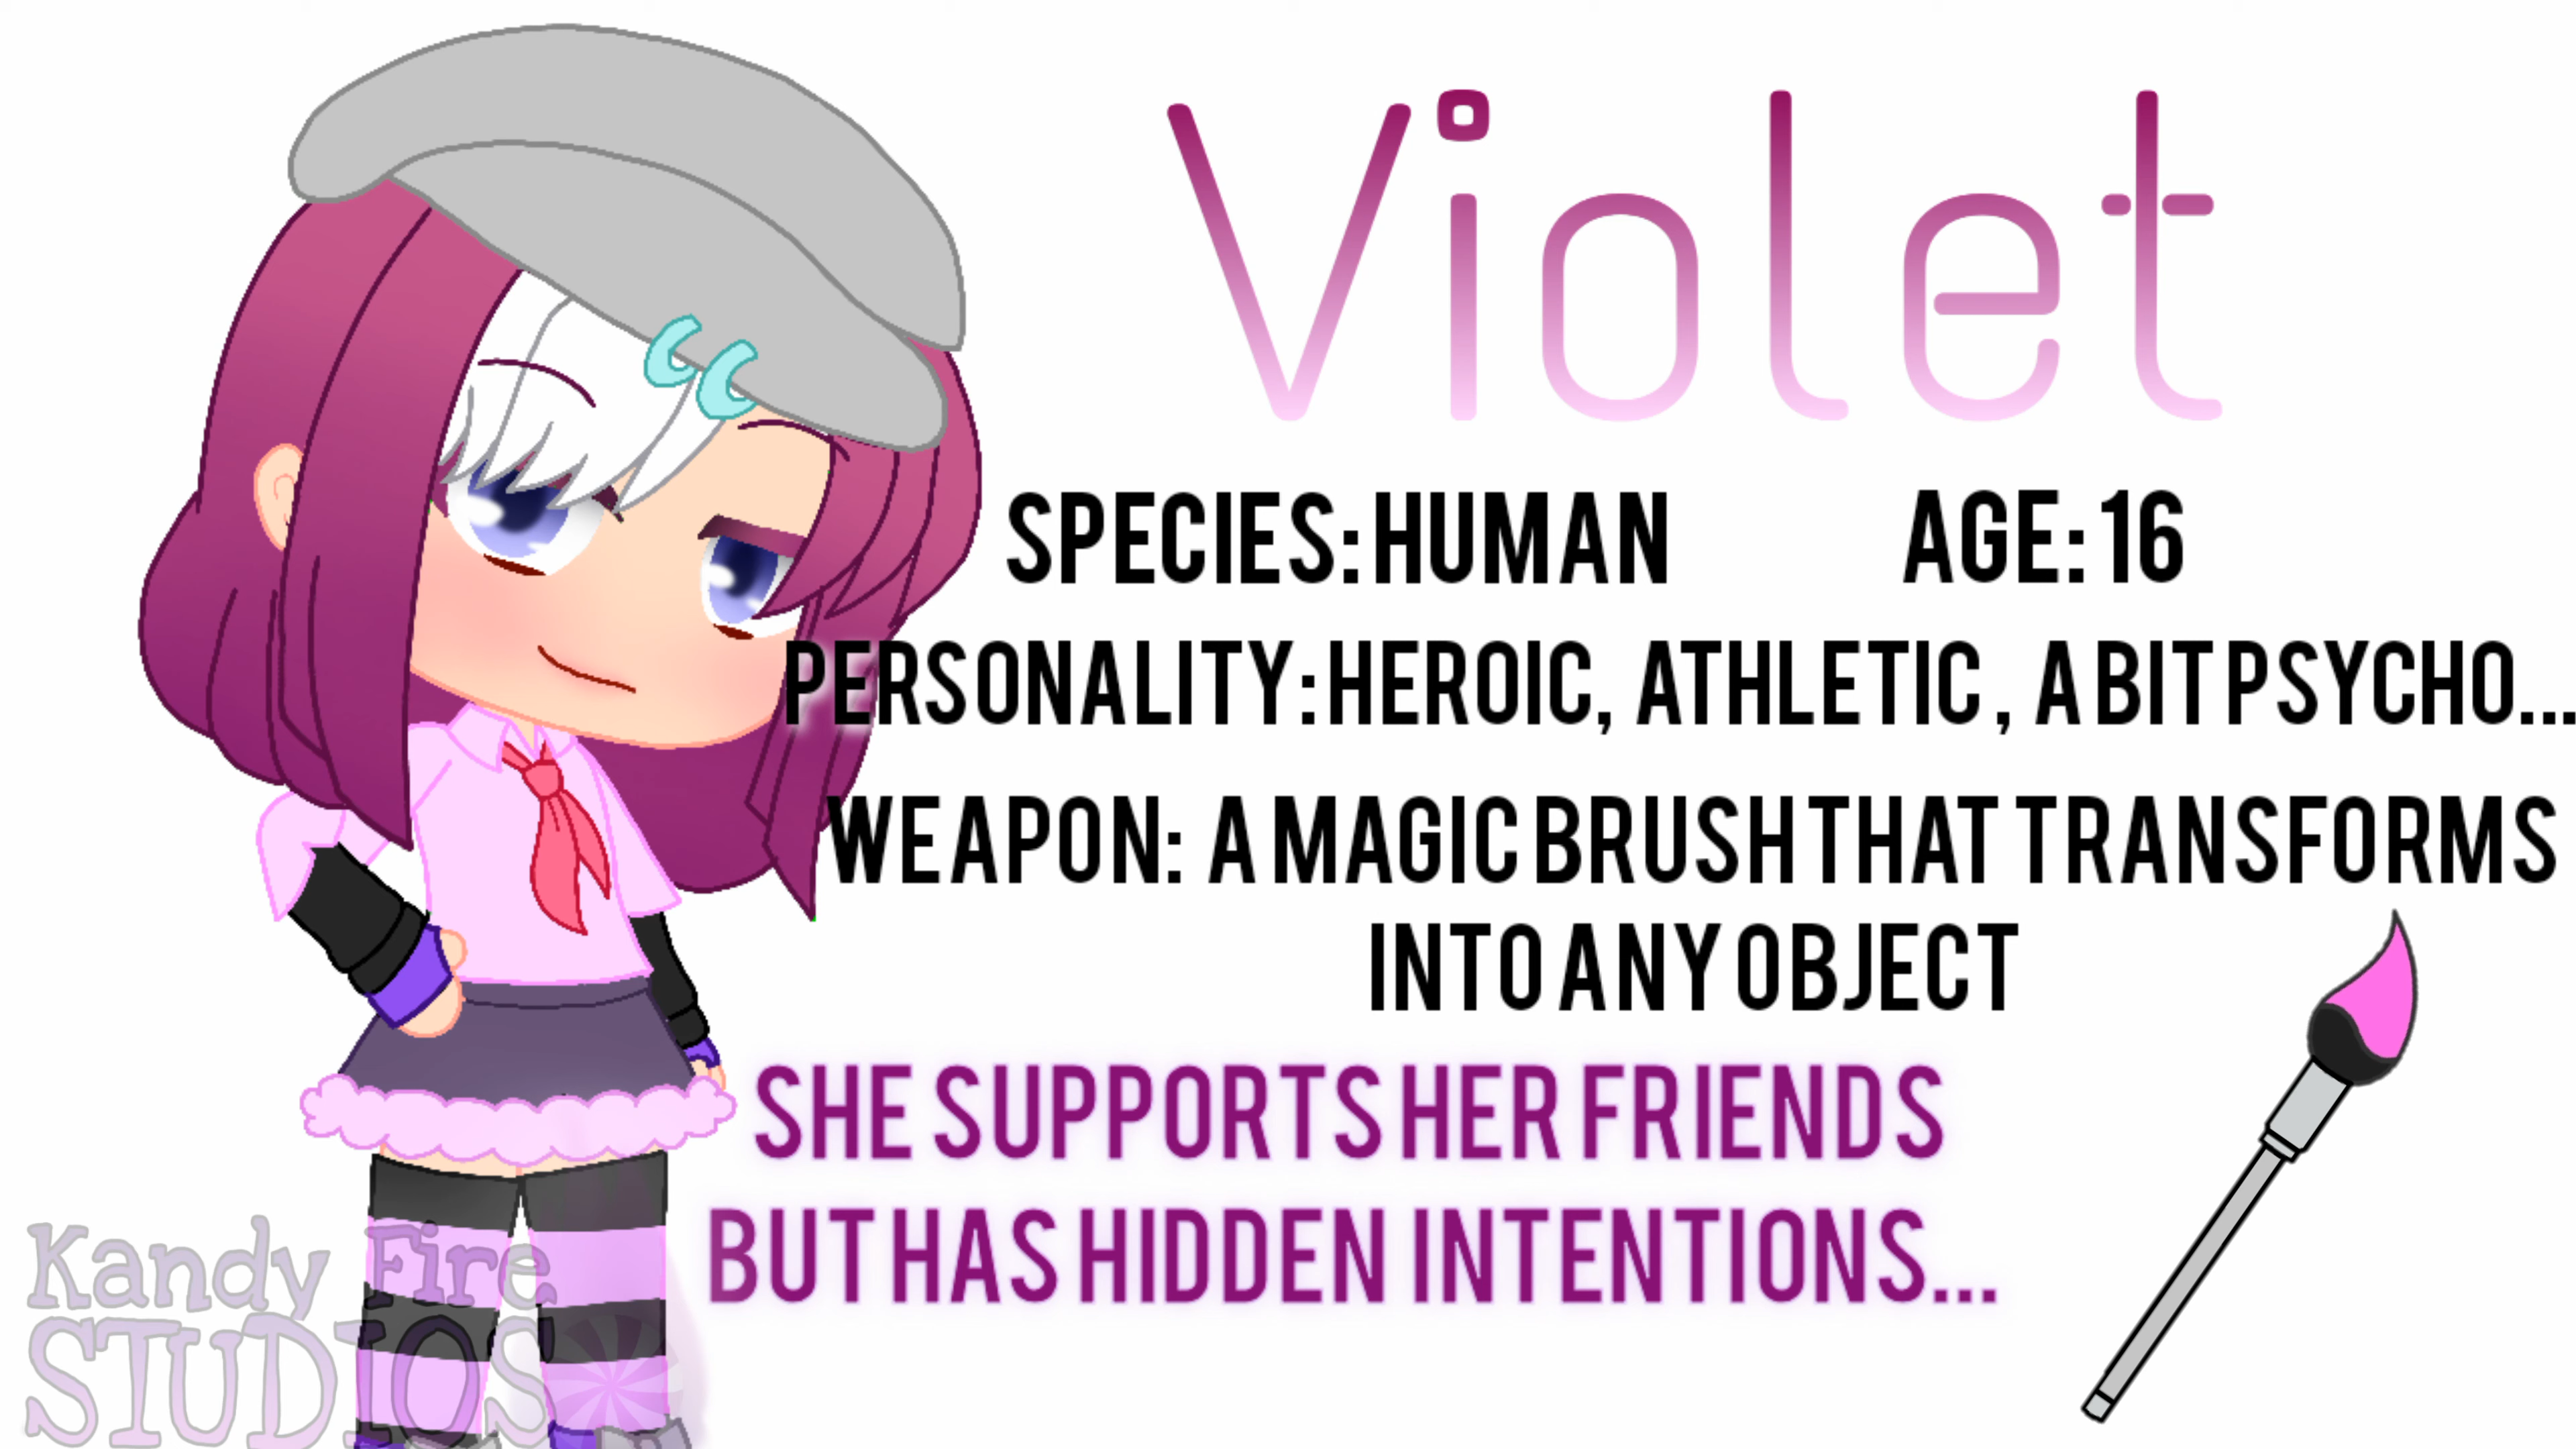 Violet
SPECIES: HUMAN AGE: 16
PERSONALITY: HEROIC, ATHLETIC, A BIT PSYCHO...
WEAPON: A MAGIC BRUSH THAT TRANSFORMS
INTO ANY OBJECT
SHE SUPPORTS HER FRIENDS
BUT HAS HIDDEN INTENTIONS...
Kandy Fire
STUDIOS